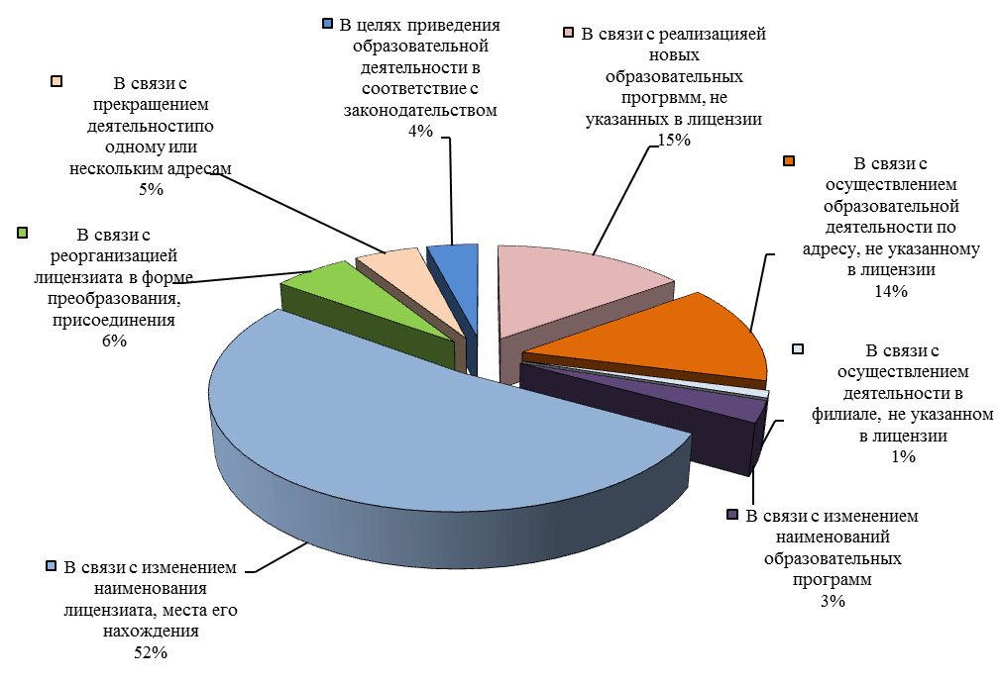 В целях приведения
образовательной
деятельности в
соответствие с
законодательством
4%
В связи с реализацияей
новых
образовательных
прогрвмм, не
указанных в лицензии
15%
В связи с
прекращением
деятельностипо
одному или
нескольким адресам
5%
В связи с
осуществлением
образовательной
деятельности по
адресу, не указанному
в лицензии
14%
В связи с
реорганизацией
лицензиата в форме
преобразования,
присоединения
6%
В связи с
осуществлением
деятельности в
филиале, не указанном
в лицензии
1%
В связи с изменением
наименований
образовательных
программ
3%
В связи с изменением
наименования
лицензиата, места его
нахождения
52%